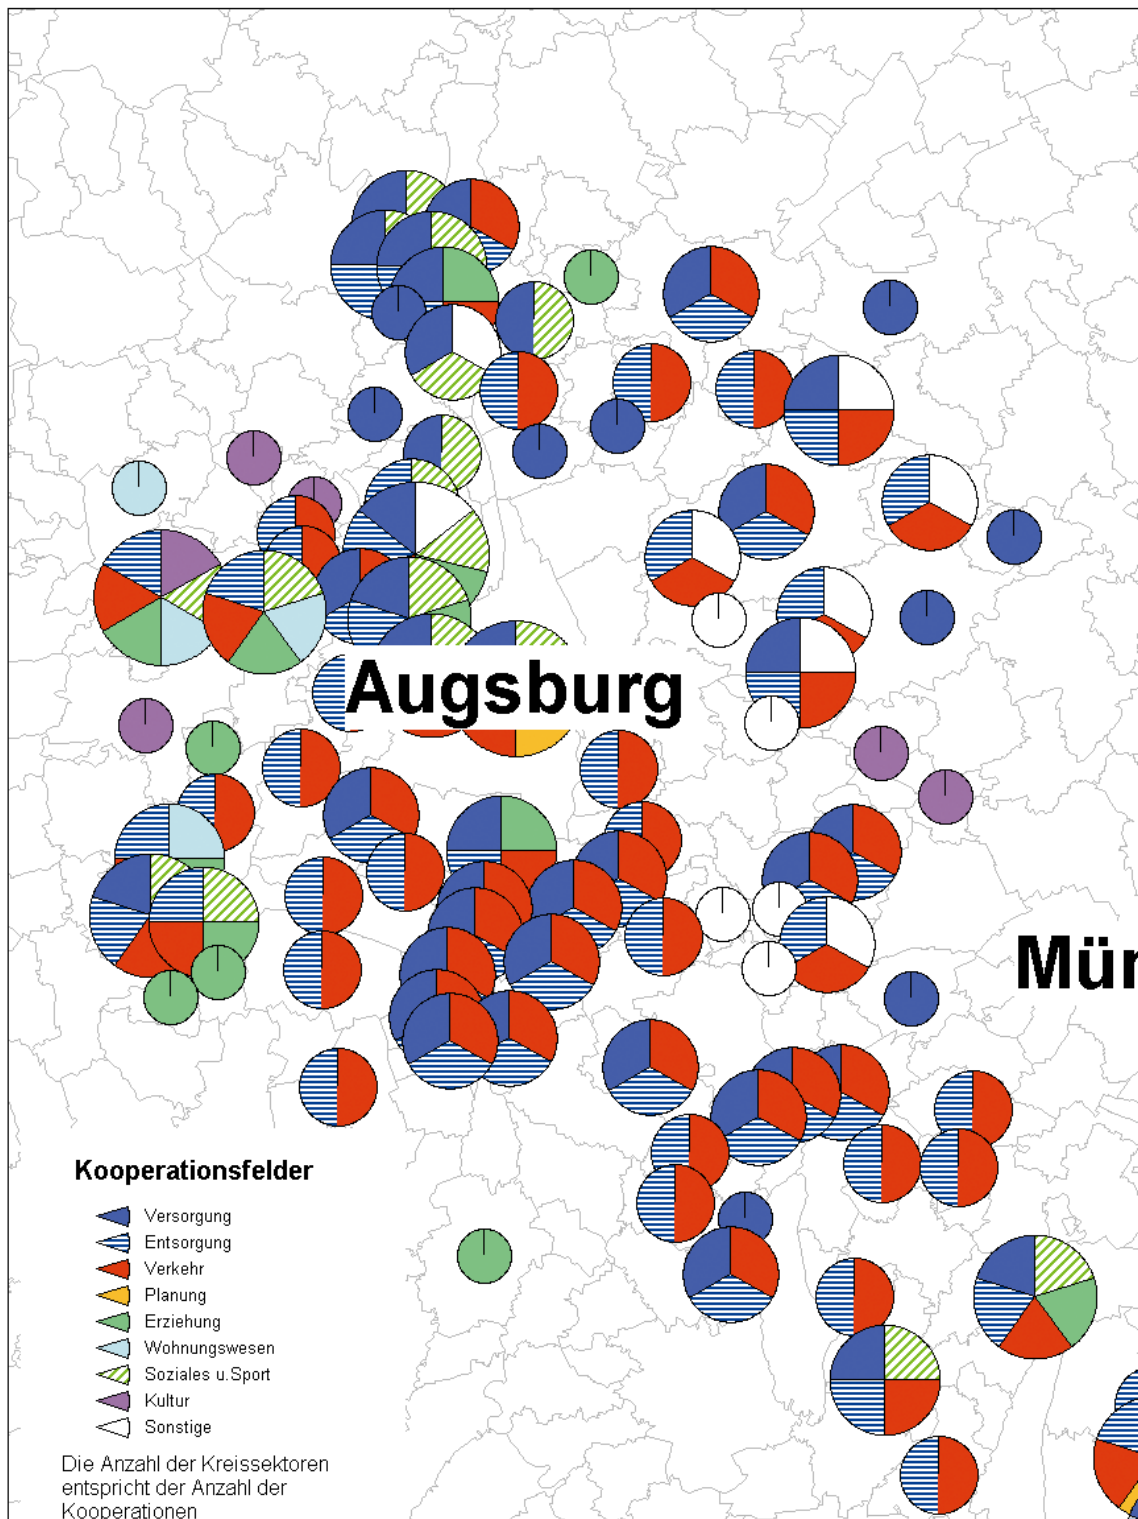 Augsburg
Mür
Kooperationsfelder
Versorgung
Entsorgung
Verkehr
Planung
Erziehung
Wohnungswesen
Soziales u.Sport
Kultur
Sonstige
Die Anzahl der Kreissektoren
entspricht der Anzahl der
Kooperationen